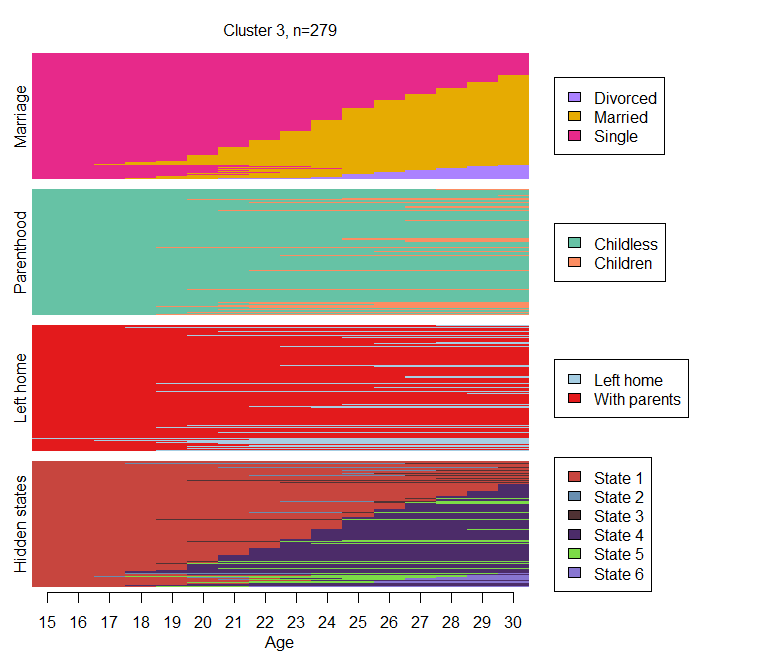 Cluster 3, n=279
Marriage
Divorced
Married
Single
Parenthood
Childless
Children
Left home
Left home
With parents
Hidden states
State 1
State 2
State 3
State 4
State 5
State 6
15 16 17 18 19 20 21 22 23 24 25 26 27 28 29 30
Age